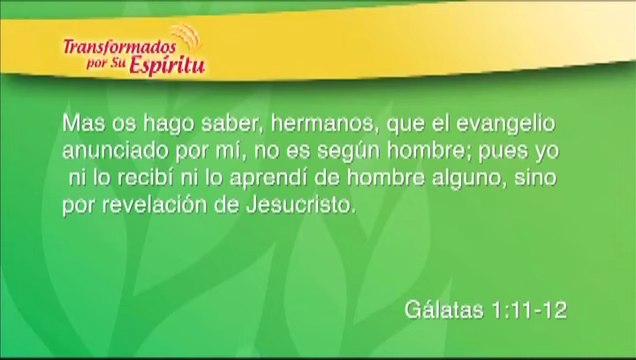 Transformados
por Su Espíritu
Mas os hago saber, hermanos, que el evangelio
anunciado por mí, no es según hombre; pues yo
ni lo recibí ni lo aprendí de hombre alguno, sino
por revelación de Jesucristo.
Gálatas 1:11-12